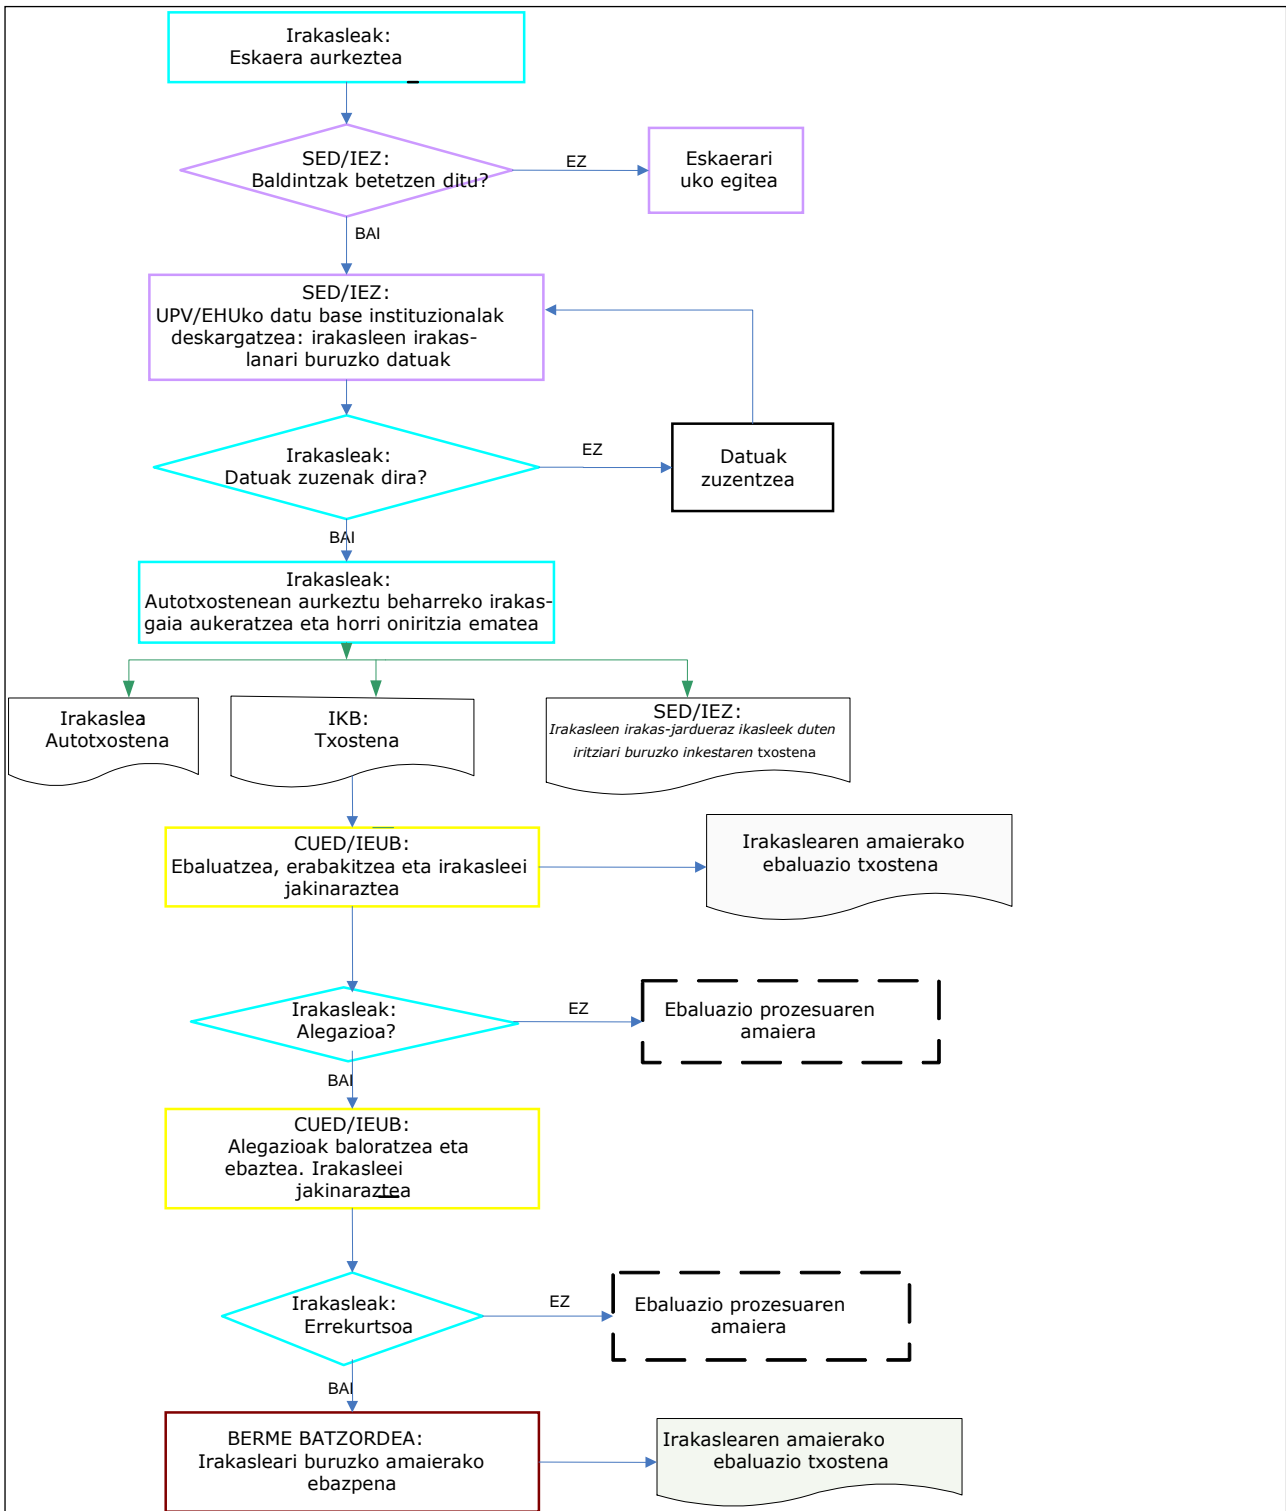 Irakasleak:
Eskaera aurkeztea
SED/IEZ:
Baldintzak betetzen ditu?
EZ
Eskaerari
uko egitea
BAI
SED/IEZ:
UPV/EHUko datu base instituzionalak
deskargatzea: irakasleen irakas-
lanari buruzko datuak
Irakasleak:
Datuak zuzenak dira?
EZ
Datuak
zuzentzea
BAI
Irakasleak:
Autotxostenean aurkeztu beharreko irakas-
gaia aukeratzea eta horri oniritzia ematea
Irakaslea
Autotxostena
IKB:
Txostena
SED/IEZ:
Irakasleen irakas-jardueraz ikasleek duten
iritziari buruzko inkestaren txostena
CUED/IEUB:
Ebaluatzea, erabakitzea eta irakasleei
jakinaraztea
Irakaslearen amaierako
ebaluazio txostena
Irakasleak:
Alegazioa?
EZ
Ebaluazio prozesuaren
amaiera
BAI
CUED/IEUB:
Alegazioak baloratzea eta
ebaztea. Irakasleei
jakinaraztea
Irakasleak:
Errekurtsoa
EZ
Ebaluazio prozesuaren
amaiera
BAI
BERME BATZORDEA:
Irakasleari buruzko amaierako
ebazpena
Irakaslearen amaierako
ebaluazio txostena